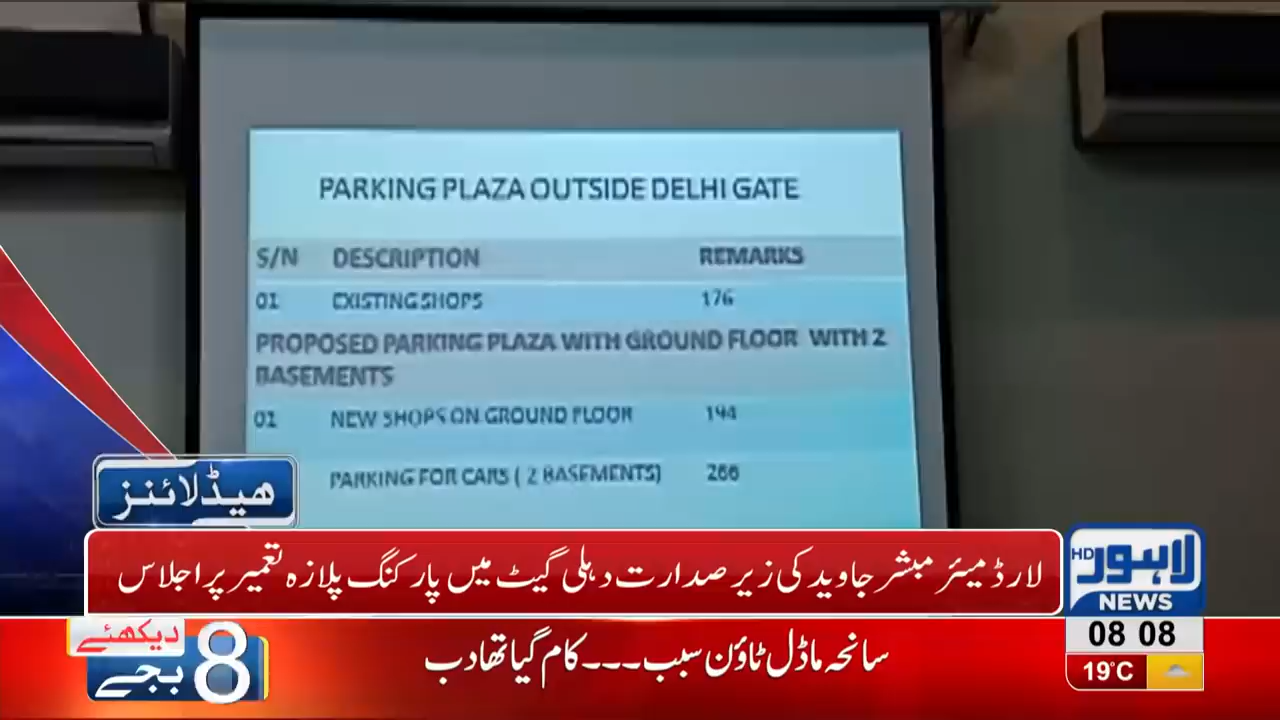 PARKING PLAZA OUTSIDE DELHI GATE
S/N DESCRIPTION REMARKS
01 EXISTING SHOPS 176
PROPOSED PARKING PLAZA WITH GROUND FLOOR WITH 2
BASEMENTS
01 NEW SHOPS ON GROUND FLOOR 194
PARKING FOR CARS ( 2 BASEMENTS) 266
ھیڈلائنز
لارڈ میئر مبشر جاوید کی زیر صدارت دہلی گیٹ میں پارکنگ پلازہ تعمیر پر اجلاس
HD لاہور
NEWS
دیکھئے 8 بجے
سانحہ ماڈل ٹاؤن سبب۔۔۔کام گیا تھا دب
08 08
19°C